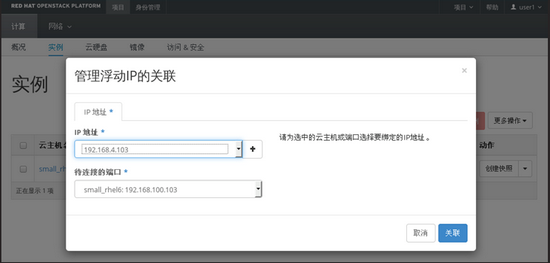 RED HAT OPENSTACK PLATFORM 项目 身份管理 项目 帮助 user1
计算 网络
概况 实例 云硬盘 镜像 访问 & 安全
实例
管理浮动IP的关联 ×
IP 地址 *
IP 地址 *
192.168.4.103
请为选中的云主机或端口选择要绑定的IP地址。
待连接的端口 *
small_rhel6: 192.168.100.103
取消 关联
更多操作
云主机 动作
small_rh 创建快照
正在显示 1 项